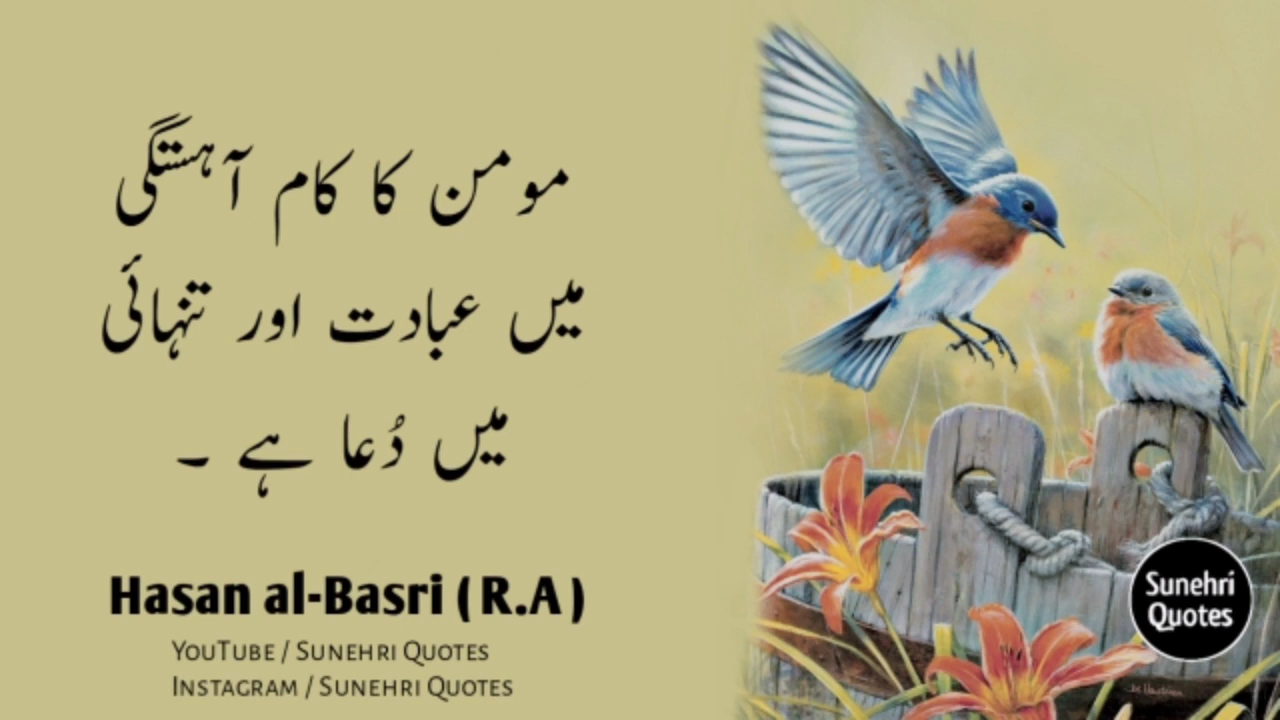 مومن کا کام آہستگی
میں عبادت اور تنہائی
میں دُعا ہے ۔
Hasan al-Basri ( R.A )
YouTube / Sunehri Quotes
Instagram / Sunehri Quotes
Sunehri
Quotes